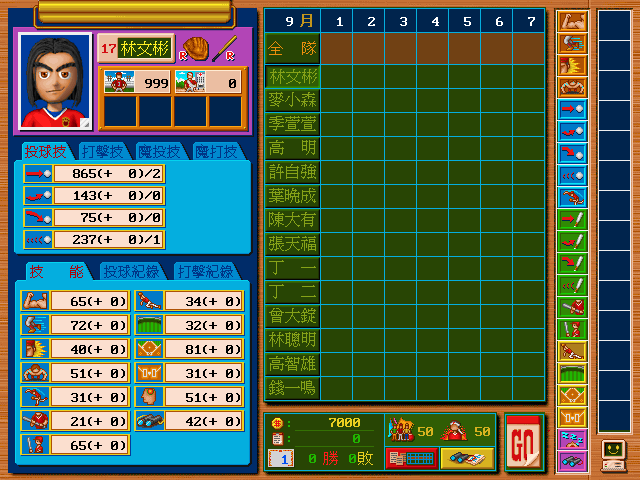 17 林文彬
R R
999 0
投球技 打擊技 魔投技 魔打技
865(+ 0)/2
143(+ 0)/0
75(+ 0)/0
237(+ 0)/1
技 能 投球紀錄 打擊紀錄
65(+ 0) 34(+ 0)
72(+ 0) 32(+ 0)
40(+ 0) 81(+ 0)
51(+ 0) 31(+ 0)
31(+ 0) 51(+ 0)
21(+ 0) 42(+ 0)
65(+ 0)
9 月 1 2 3 4 5 6 7
全 隊
林文彬
麥小森
季萱萱
高 明
許自強
葉晚成
陳大有
張天福
丁 一
丁 二
曾大錠
林聰明
高智雄
錢一鳴
: 7000
: 0
1 0 勝 0 敗
50 50
GO